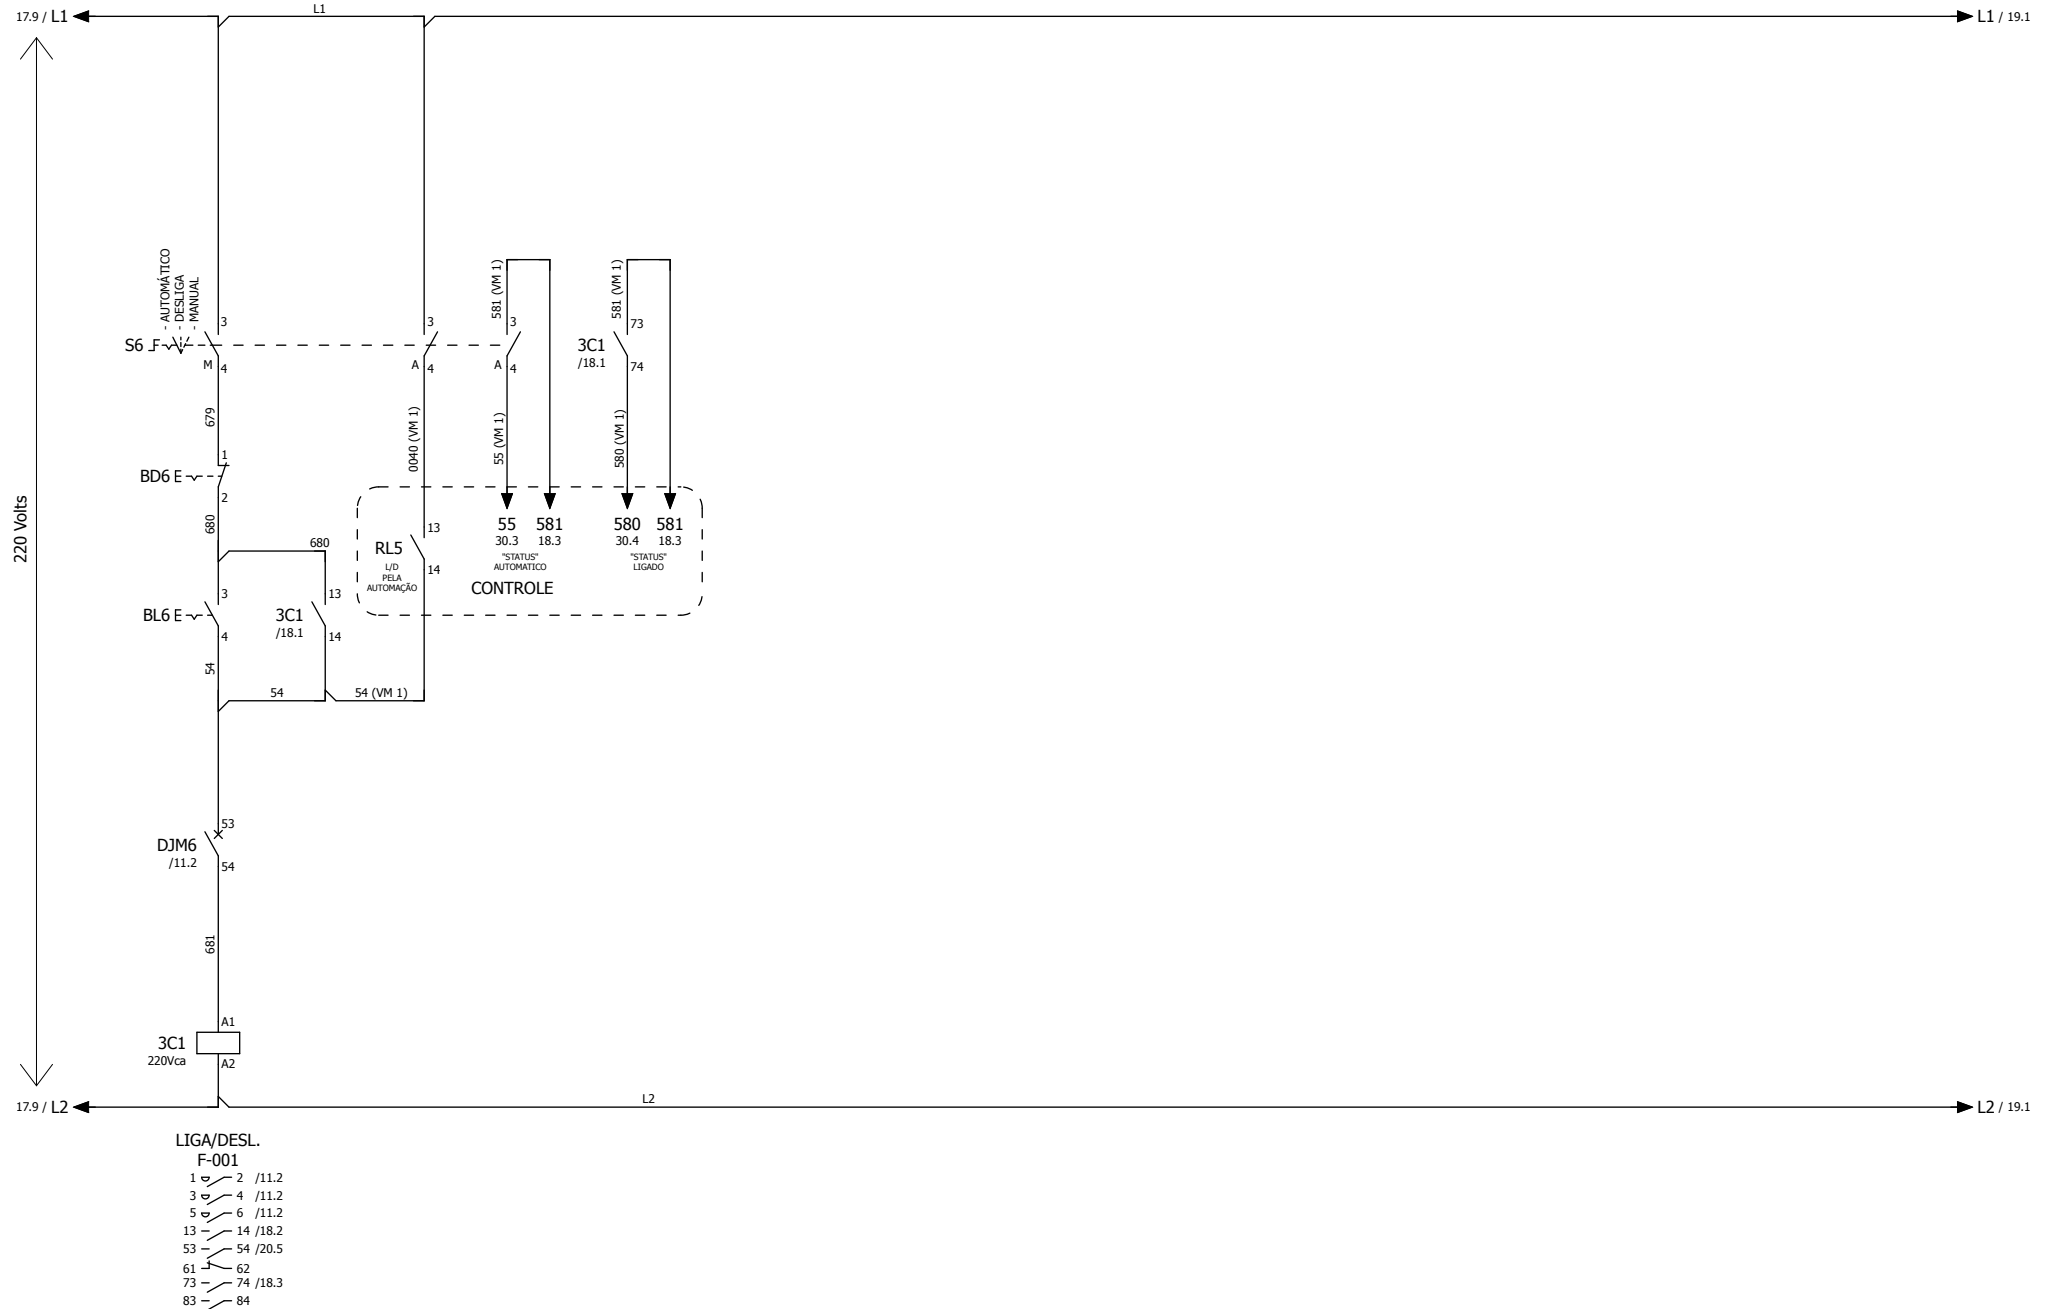 17.9 / L1
L1
L1 / 19.1
220 Volts
- AUTOMÁTICO
- DESLIGA
- MANUAL
S6
3
M
4
3
A
4
581 (VM 1)
3
A
4
581 (VM 1)
73
3C1
/18.1
74
679
0040 (VM 1)
55 (VM 1)
580 (VM 1)
1
BD6
2
680
680
13
RL5
L/D
PELA
AUTOMAÇÃO
14
55
30.3
581
18.3
"STATUS"
AUTOMATICO
580
30.4
581
18.3
"STATUS"
LIGADO
CONTROLE
3
BL6
4
13
3C1
/18.1
14
54
54
54 (VM 1)
53
DJM6
/11.2
54
681
A1
3C1
220Vca
A2
17.9 / L2
L2
L2 / 19.1
LIGA/DESL.
F-001
1 2 /11.2
3 4 /11.2
5 6 /11.2
13 14 /18.2
53 54 /20.5
61 62
73 74 /18.3
83 84